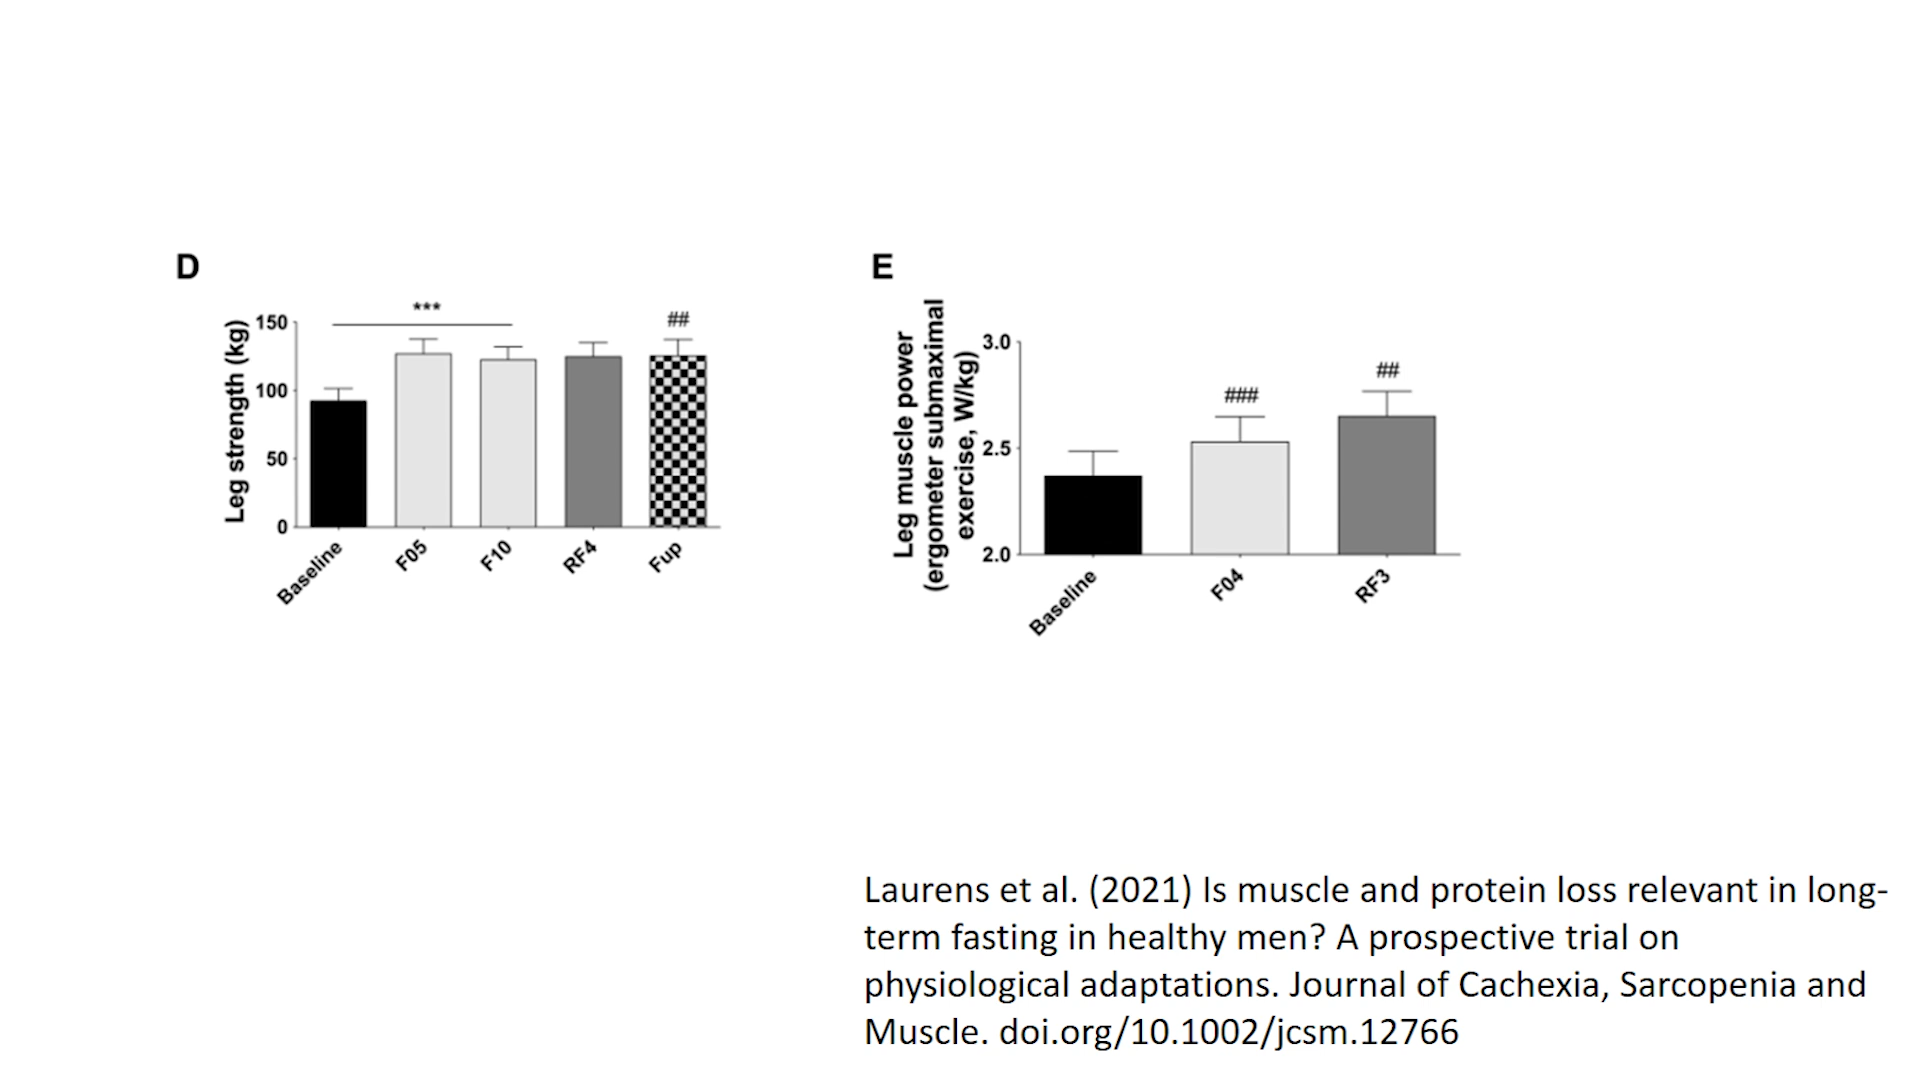 D
Leg strength (kg)
150
100
50
0
***
##
Baseline
F05
F10
RF4
Fup
E
Leg muscle power
(ergometer submaximal
exercise, W/kg)
3.0
2.5
2.0
###
##
Baseline
F04
RF3
Laurens et al. (2021) Is muscle and protein loss relevant in long-
term fasting in healthy men? A prospective trial on
physiological adaptations. Journal of Cachexia, Sarcopenia and
Muscle. doi.org/10.1002/jcsm.12766